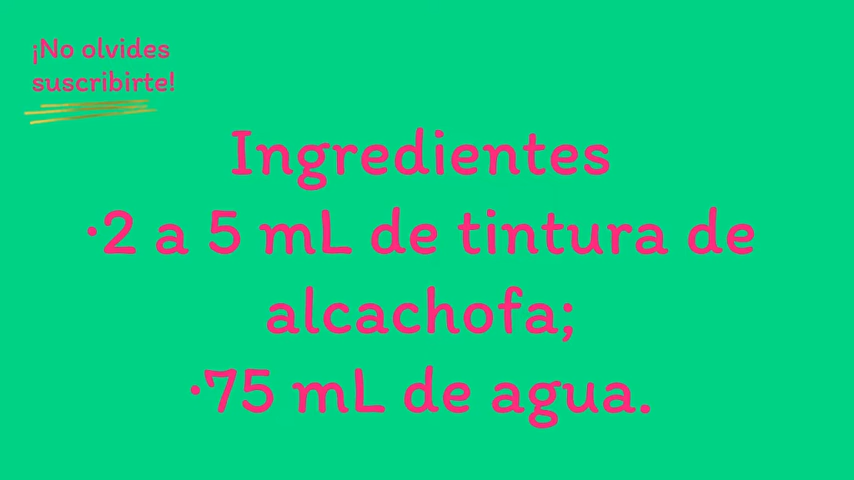 ¡No olvides
suscribirte!
Ingredientes
·2 a 5 mL de tintura de
alcachofa;
·75 mL de agua.